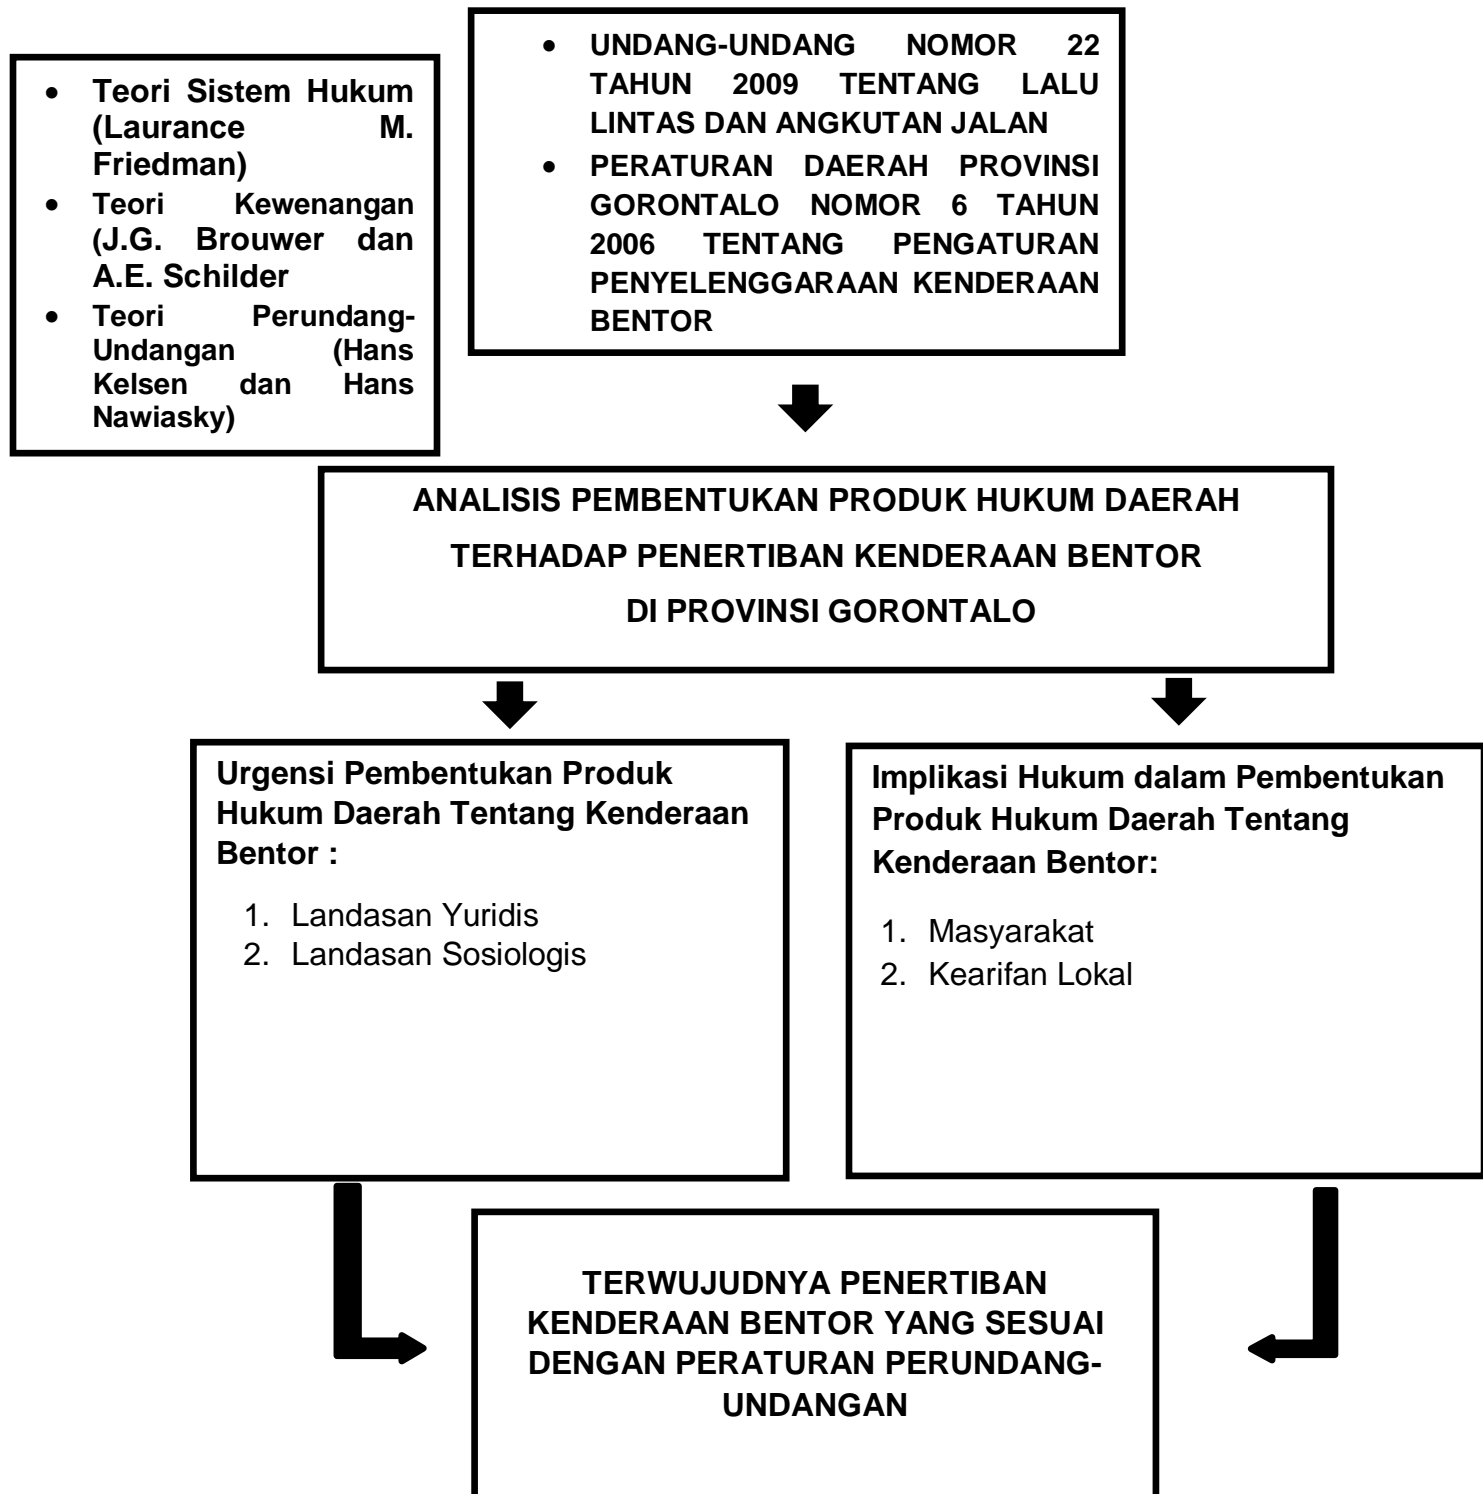 • Teori Sistem Hukum
(Laurance M.
Friedman)
• Teori Kewenangan
(J.G. Brouwer dan
A.E. Schilder
• Teori Perundang-
Undangan (Hans
Kelsen dan Hans
Nawiasky)
• UNDANG-UNDANG NOMOR 22
TAHUN 2009 TENTANG LALU
LINTAS DAN ANGKUTAN JALAN
• PERATURAN DAERAH PROVINSI
GORONTALO NOMOR 6 TAHUN
2006 TENTANG PENGATURAN
PENYELENGGARAAN KENDERAAN
BENTOR
ANALISIS PEMBENTUKAN PRODUK HUKUM DAERAH
TERHADAP PENERTIBAN KENDERAAN BENTOR
DI PROVINSI GORONTALO
Urgensi Pembentukan Produk
Hukum Daerah Tentang Kenderaan
Bentor :
1. Landasan Yuridis
2. Landasan Sosiologis
Implikasi Hukum dalam Pembentukan
Produk Hukum Daerah Tentang
Kenderaan Bentor:
1. Masyarakat
2. Kearifan Lokal
TERWUJUDNYA PENERTIBAN
KENDERAAN BENTOR YANG SESUAI
DENGAN PERATURAN PERUNDANG-
UNDANGAN